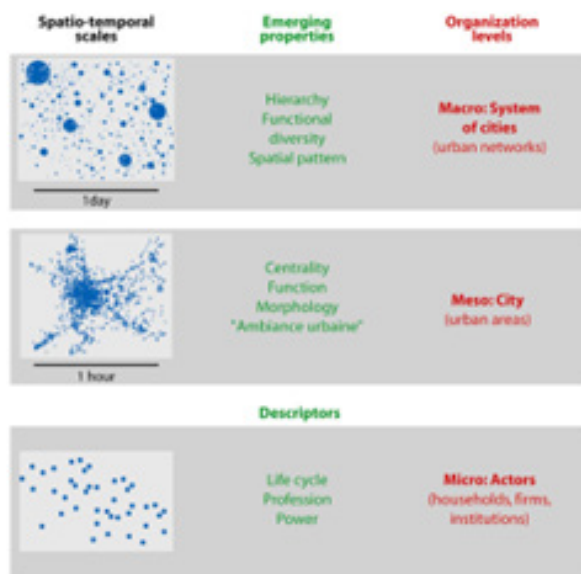 Spatio-temporal
scales
Emerging
properties
Organization
levels
Hierarchy
Functional
diversity
Spatial pattern
Macro: System
of cities
(urban networks)
1day
Centrality
Function
Morphology
"Ambiance urbaine"
Meso: City
(urban areas)
1 hour
Descriptors
Life cycle
Profession
Power
Micro: Actors
(households, firms,
institutions)